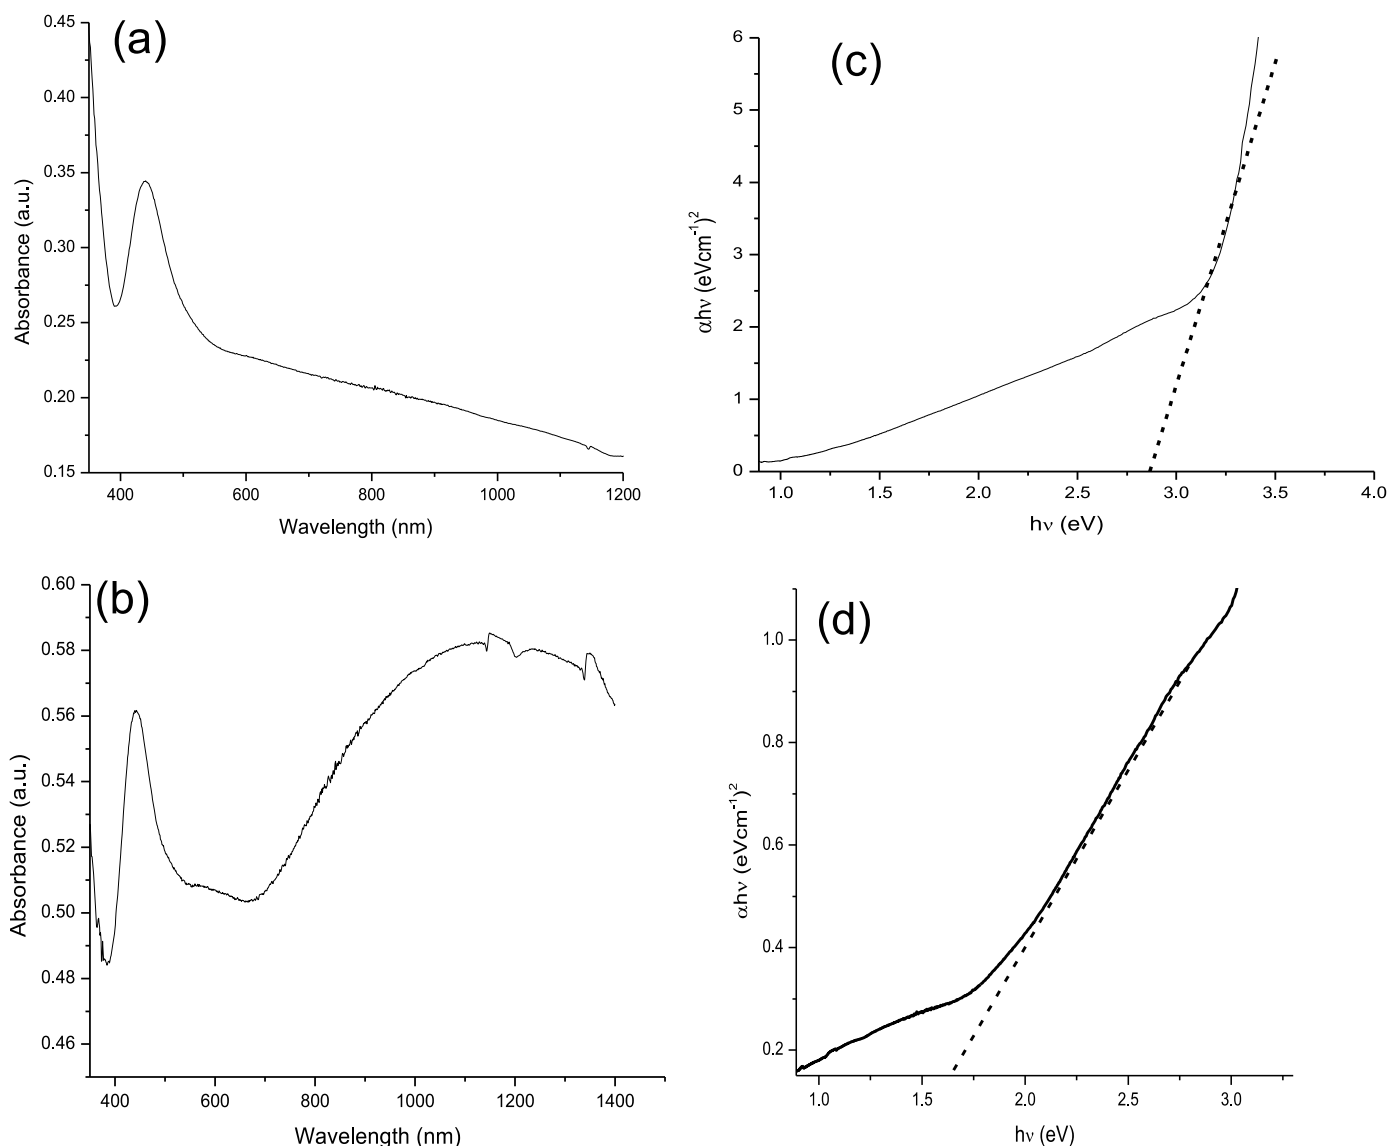 (a)
0.45
0.40
0.35
0.30
0.25
0.20
0.15
Absorbance (a.u.)
400 600 800 1000 1200
Wavelength (nm)
(c)
6
5
4
3
2
1
0
αhν (eVcm⁻¹)²
1.0 1.5 2.0 2.5 3.0 3.5 4.0
hν (eV)
(b)
0.60
0.58
0.56
0.54
0.52
0.50
0.48
0.46
Absorbance (a.u.)
400 600 800 1000 1200 1400
Wavelength (nm)
(d)
1.0
0.8
0.6
0.4
0.2
αhν (eVcm⁻¹)²
1.0 1.5 2.0 2.5 3.0
hν (eV)